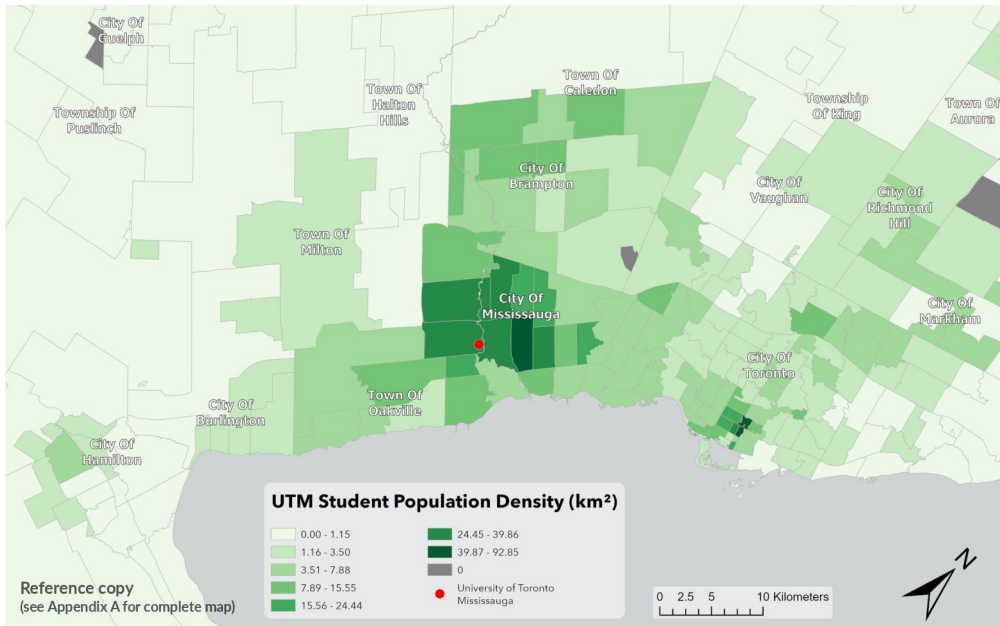 City Of
Guelph
Town Of
Caledon
Town Of
Halton
Hills
Township Of
Puslinch
Township
Of King
Town Of
Aurora
City Of
Brampton
City Of
Vaughan
City Of
Richmond
Hill
Town Of
Milton
City Of
Mississauga
City Of
Markham
City Of
Toronto
Town Of
Oakville
City Of
Burlington
City Of
Hamilton
UTM Student Population Density (km²)
0.00 - 1.15
1.16 - 3.50
3.51 - 7.88
7.89 - 15.55
15.56 - 24.44
24.45 - 39.86
39.87 - 92.85
0
University of Toronto
Mississauga
Reference copy
(see Appendix A for complete map)
0 2.5 5 10 Kilometers
N